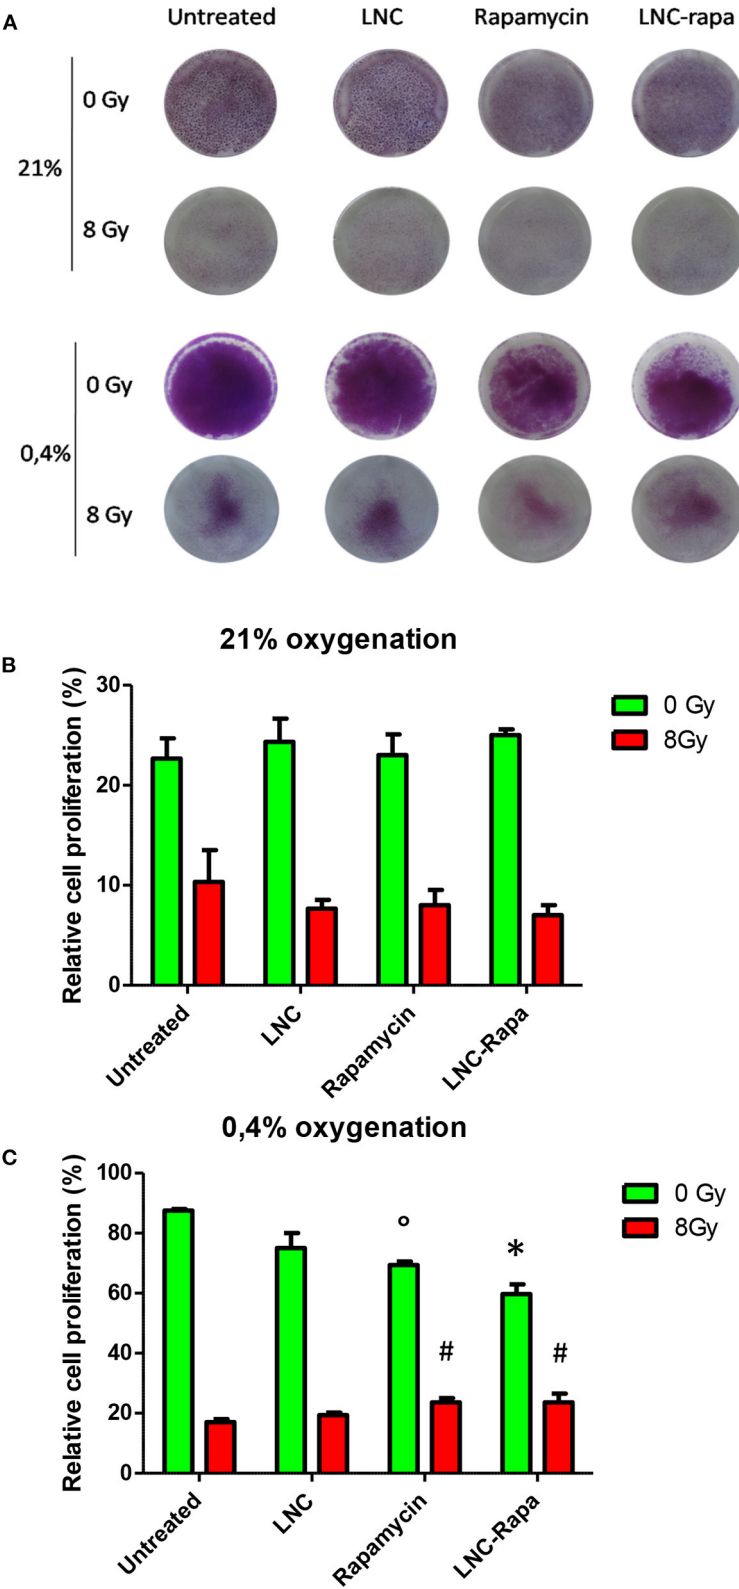 A
Untreated LNC Rapamycin LNC-rapa
0 Gy
21%
8 Gy
0 Gy
0,4%
8 Gy
21% oxygenation
B
Relative cell proliferation (%)
30
20
10
0
0 Gy
8Gy
Untreated
LNC
Rapamycin
LNC-Rapa
0,4% oxygenation
C
Relative cell proliferation (%)
100
80
60
40
20
0
0 Gy
8Gy
°
*
#
#
Untreated
LNC
Rapamycin
LNC-Rapa